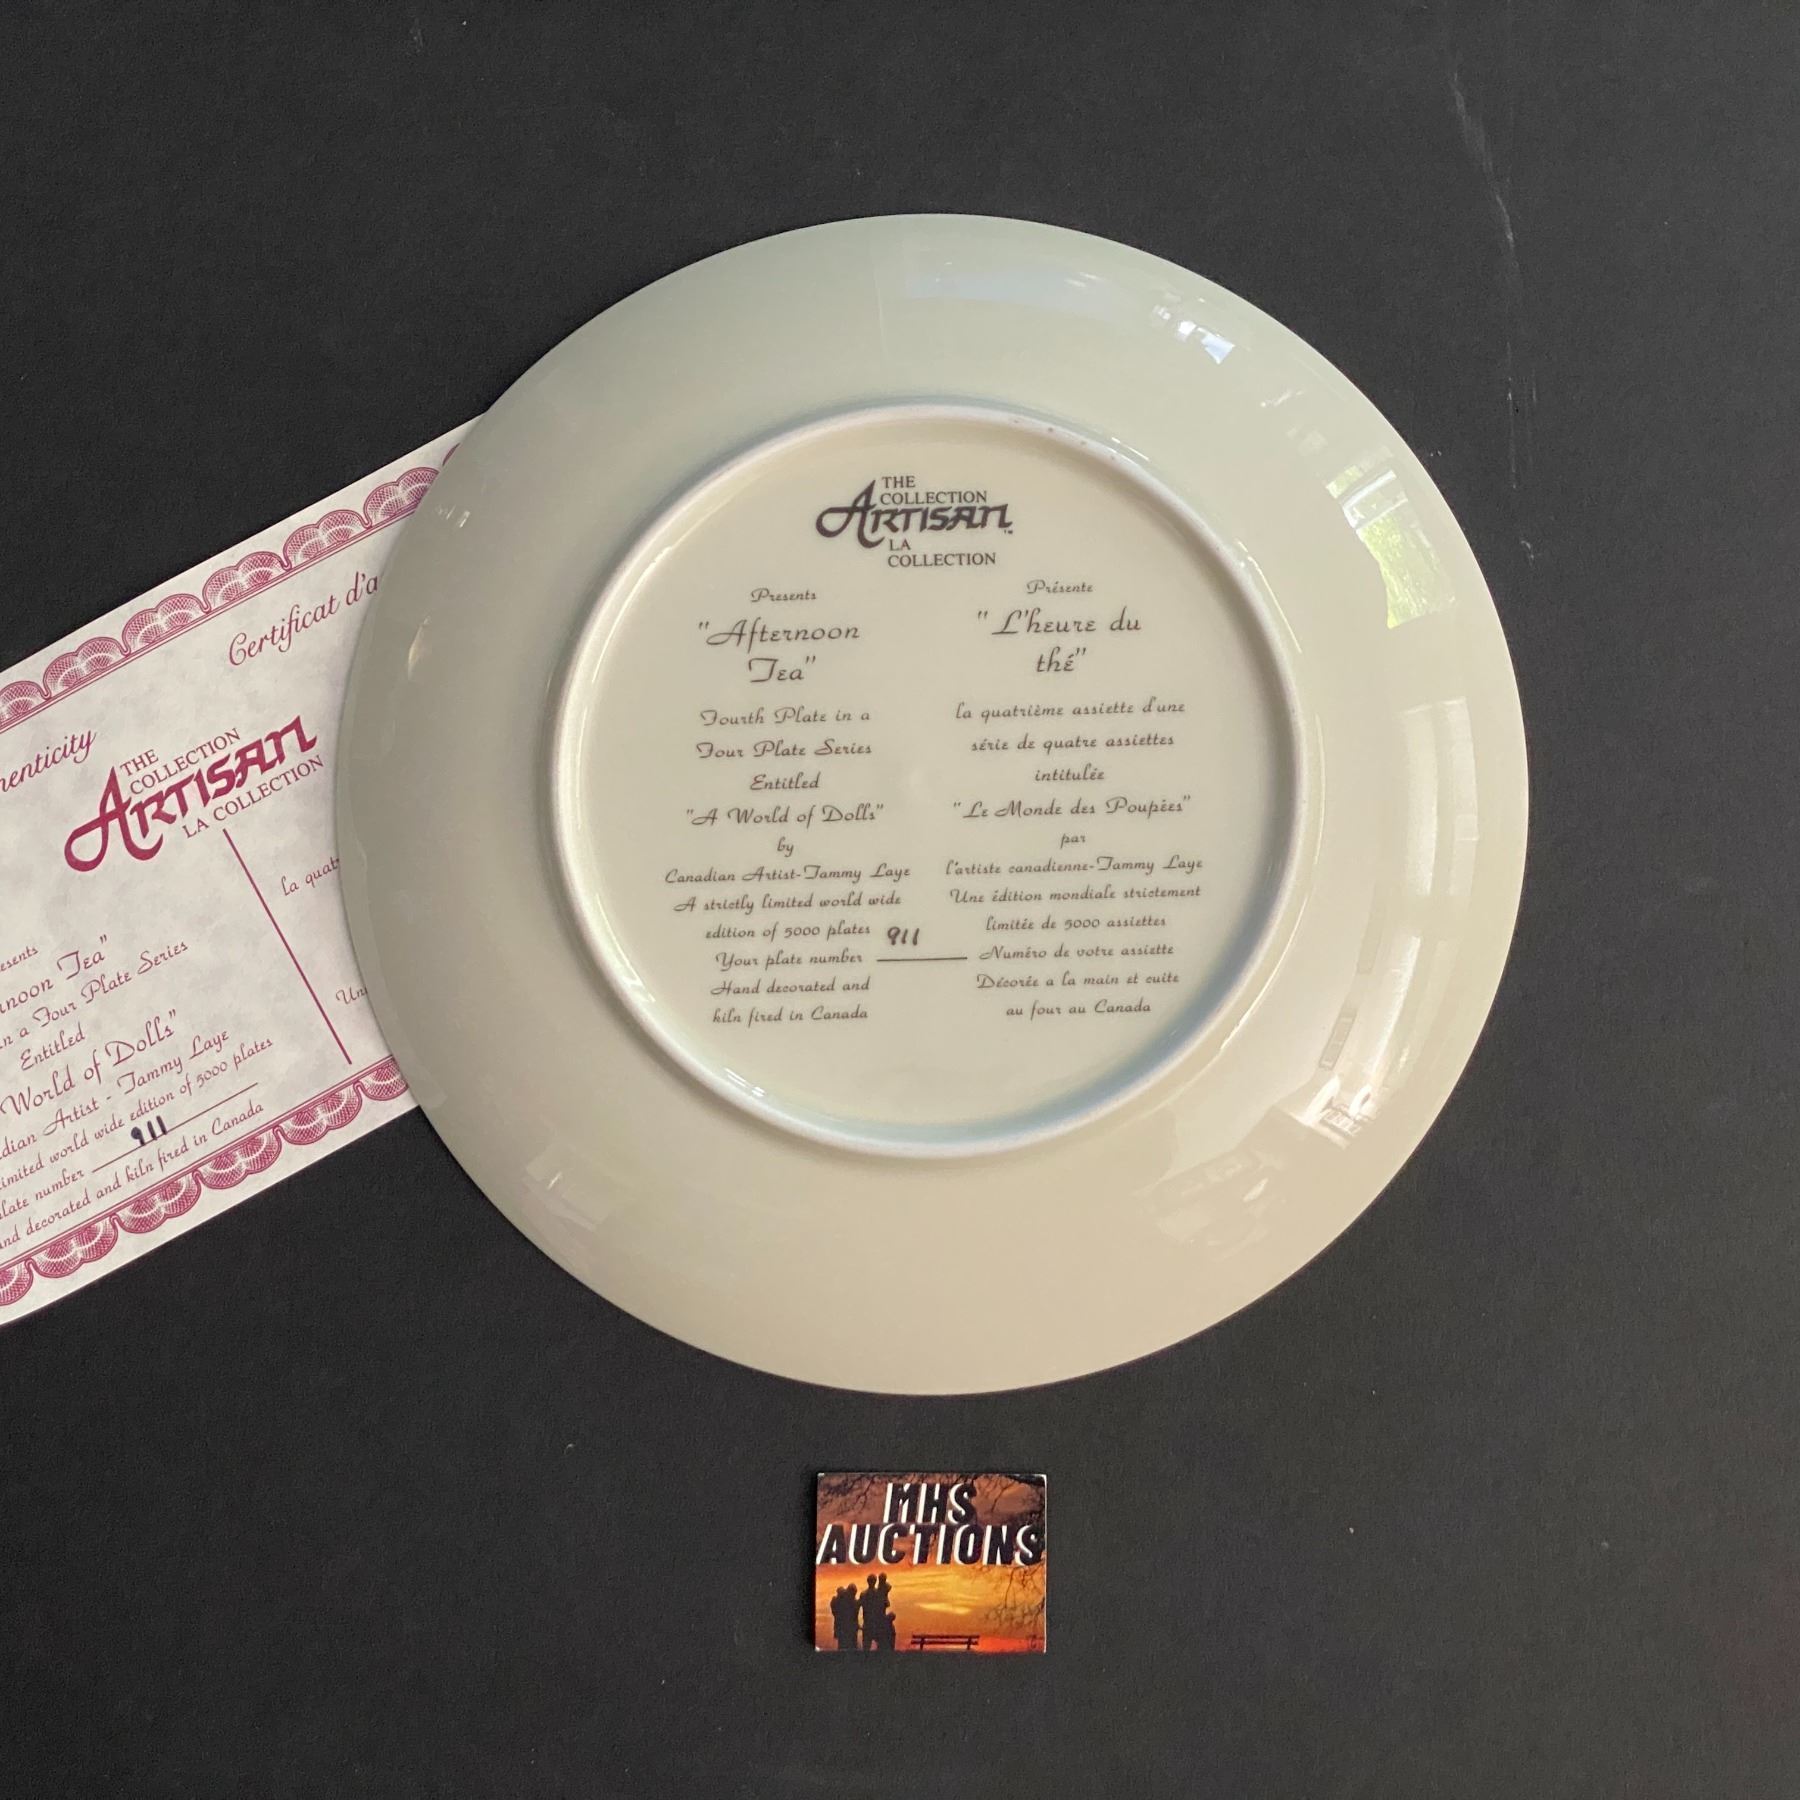 THE
COLLECTION
ARTISAN
LA
COLLECTION
Presents
"Afternoon
Tea"
Fourth Plate in a
Four Plate Series
Entitled
"A World of Dolls"
by
Canadian Artist-Tammy Laye
A strictly limited world wide
edition of 5000 plates
Your plate number 911
Hand decorated and
kiln fired in Canada
Présente
"L'heure du
thé"
la quatrième assiette d'une
série de quatre assiettes
intitulée
"Le Monde des Poupées"
par
l'artiste canadienne-Tammy Laye
Une édition mondiale strictement
limitée de 5000 assiettes
Numéro de votre assiette
Décorée a la main et cuite
au four au Canada
Certificat d'a
henticity
THE
COLLECTION
ARTISAN
LA COLLECTION
esents
noon Tea"
n a Four Plate Series
Entitled
World of Dolls"
dian Artist - Tammy Laye
limited world wide edition of 5000 plates
late number 911
nd decorated and kiln fired in Canada
la quat
Un
MHS
AUCTIONS